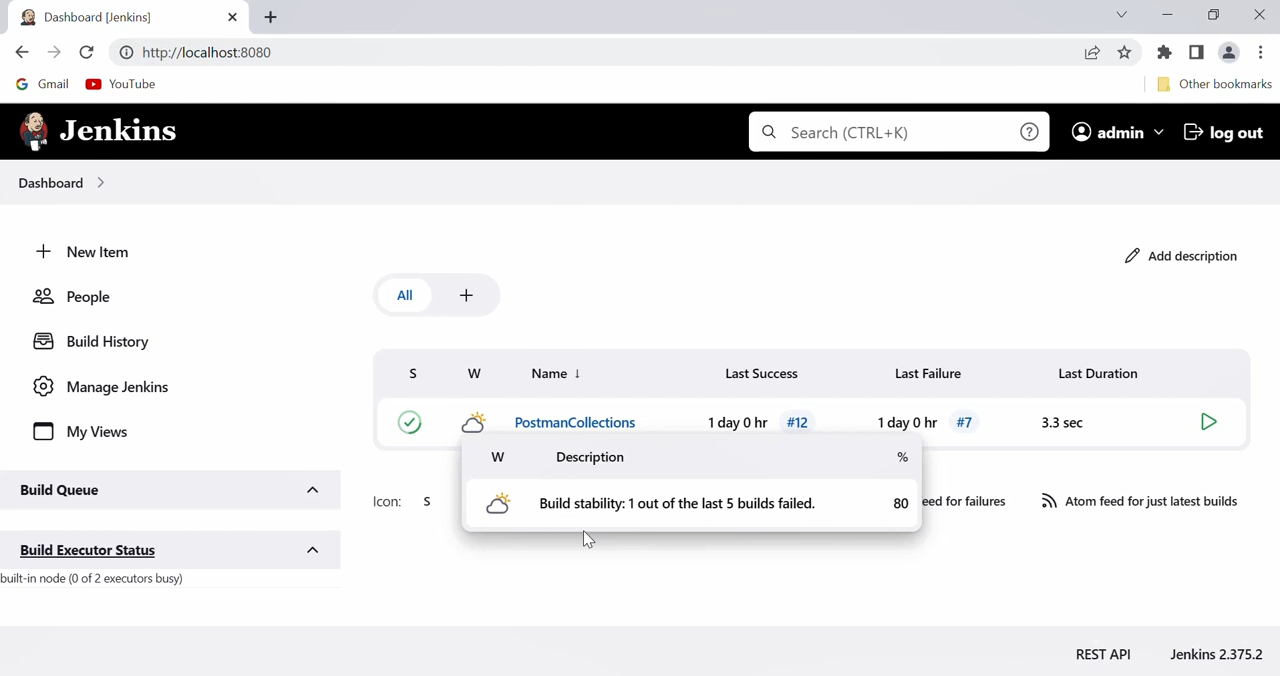 Dashboard [Jenkins]
http://localhost:8080
Gmail YouTube Other bookmarks
Jenkins Search (CTRL+K) admin log out
Dashboard
New Item
Add description
People
All
Build History
S W Name ↓ Last Success Last Failure Last Duration
Manage Jenkins
PostmanCollections 1 day 0 hr #12 1 day 0 hr #7 3.3 sec
My Views
W Description %
Build Queue
Icon: S Build stability: 1 out of the last 5 builds failed. 80 eed for failures Atom feed for just latest builds
Build Executor Status
built-in node (0 of 2 executors busy)
REST API Jenkins 2.375.2